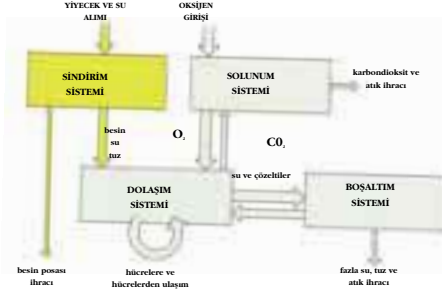 YİYECEK VE SU
ALIMI
OKSİJEN
GİRİŞİ
SİNDİRİM
SİSTEMİ
SOLUNUM
SİSTEMİ
karbondioksit ve
atık ihracı
besin
su
tuz
O₂
C0₂
su ve çözeltiler
DOLAŞIM
SİSTEMİ
BOŞALTIM
SİSTEMİ
besin posası
ihracı
hücrelere ve
hücrelerden ulaşım
fazla su, tuz ve
atık ihracı